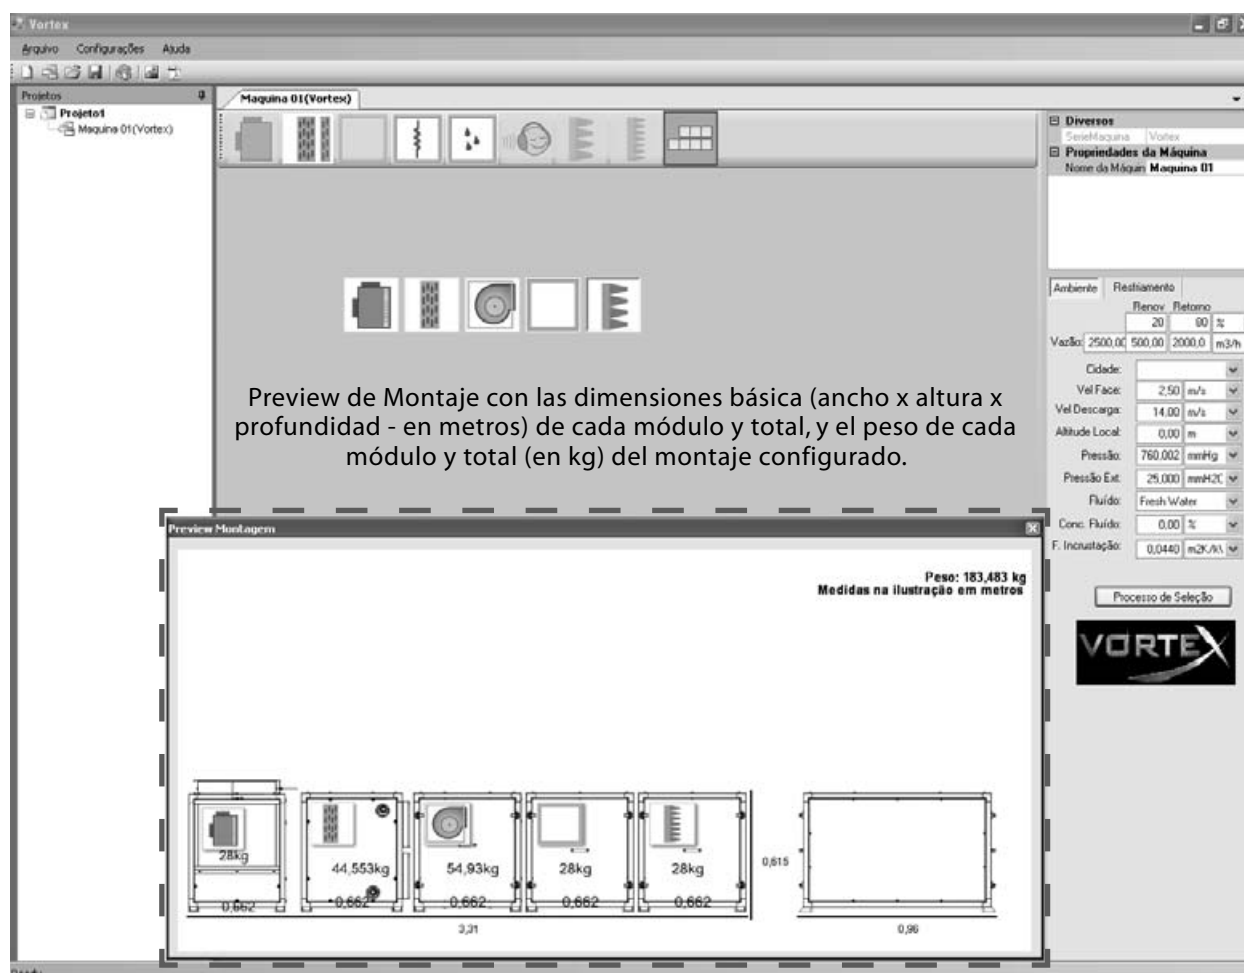 Vortex
Arquivo Configurações Ajuda
Projetos
Projeto1
Maquina 01(Vortex)
Maquina 01(Vortex)
Diversos
SerieMaquina Vortex
Propriedades da Máquina
Nome da Máquin Maquina 01
Ambiente Resfriamento
Renov Retorno
20 80 %
Vazão: 2500,00 500,00 2000,0 m3/h
Cidade:
Vel Face: 2,50 m/s
Vel Descarga: 14,00 m/s
Altitude Local: 0,00 m
Pressão: 760.002 mmHg
Pressão Ext: 25,000 mmH2C
Fluído: Fresh Water
Conc. Fluído: 0,00 %
F. Incrustação: 0,0440 m2K/k\
Processo de Seleção
VORTEX
Preview de Montaje con las dimensiones básica (ancho x altura x
profundidad - en metros) de cada módulo y total, y el peso de cada
módulo y total (en kg) del montaje configurado.
Preview Montagem
Peso: 183,483 kg
Medidas na ilustração em metros
28kg 44,553kg 54,93kg 28kg 28kg
0,662 0,662 0,662 0,662 0,662
0,615
3,31 0,96